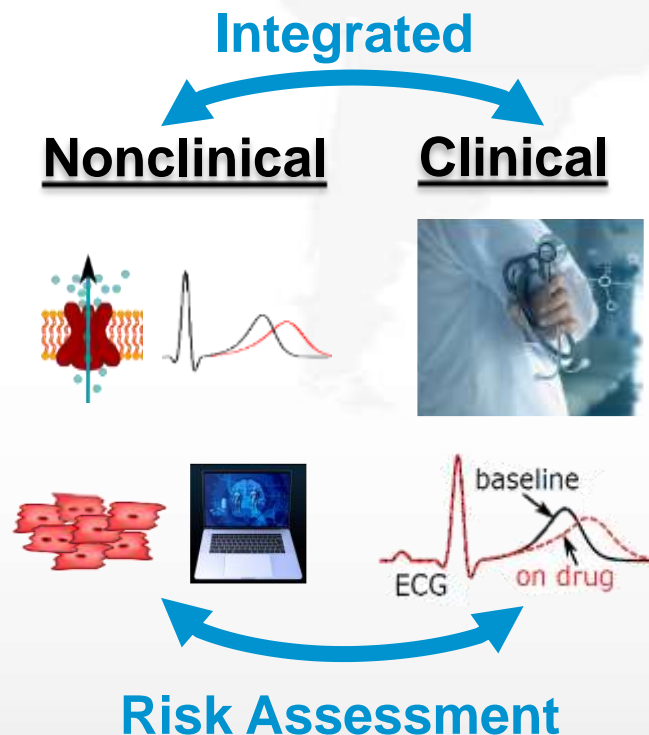 Integrated
Nonclinical
Clinical
baseline
ECG
on drug
Risk Assessment